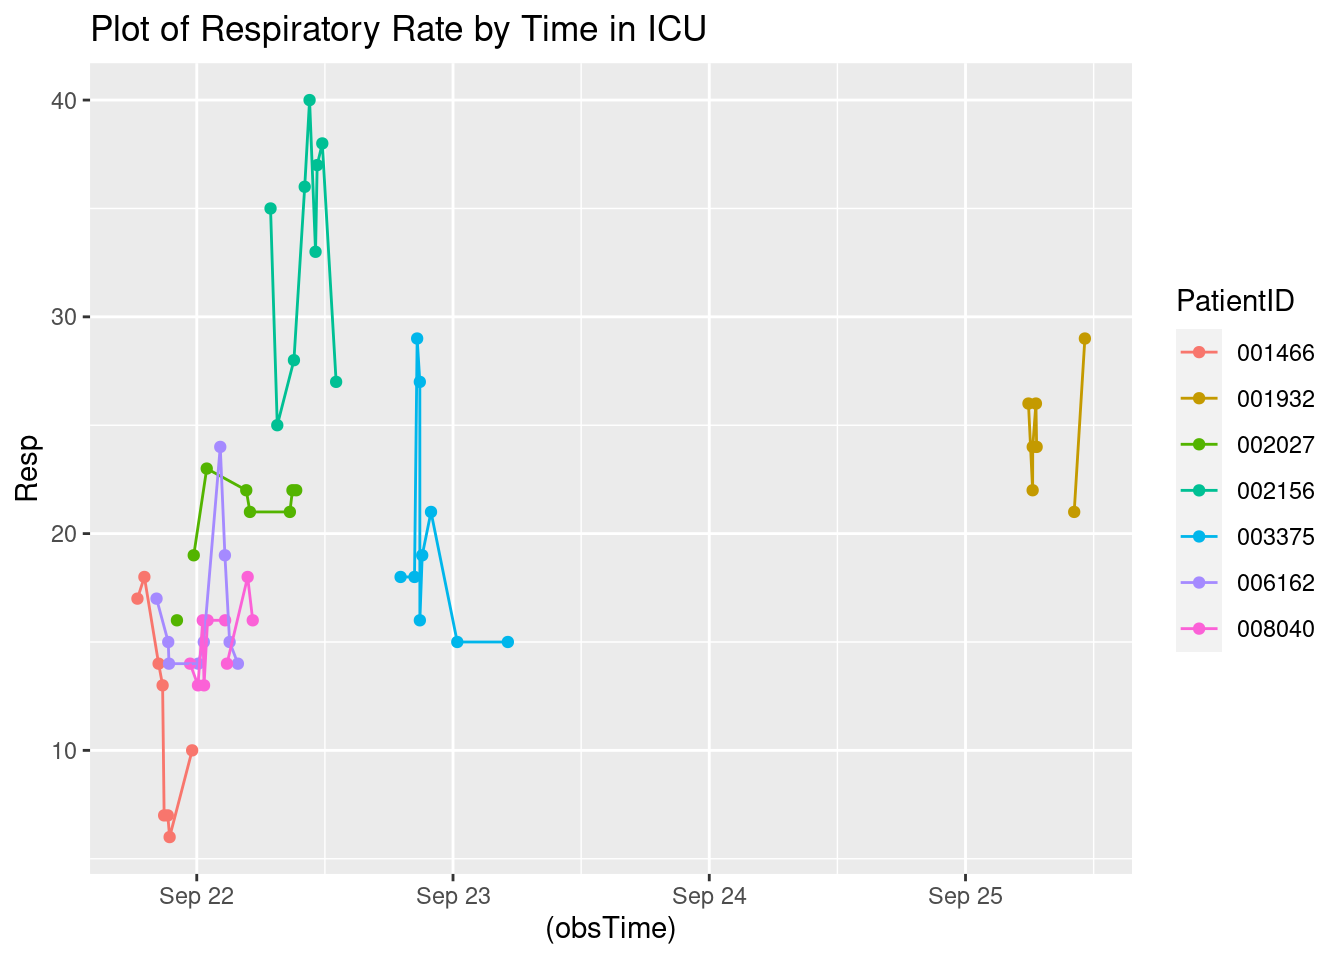 Plot of Respiratory Rate by Time in ICU
40
30
20
10
Resp
Sep 22
Sep 23
Sep 24
Sep 25
(obsTime)
PatientID
001466
001932
002027
002156
003375
006162
008040